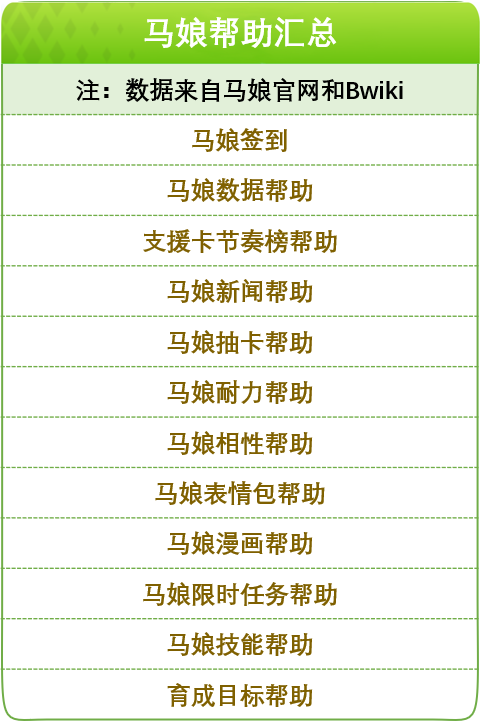 马娘帮助汇总
注：数据来自马娘官网和Bwiki
马娘签到
马娘数据帮助
支援卡节奏榜帮助
马娘新闻帮助
马娘抽卡帮助
马娘耐力帮助
马娘相性帮助
马娘表情包帮助
马娘漫画帮助
马娘限时任务帮助
马娘技能帮助
育成目标帮助